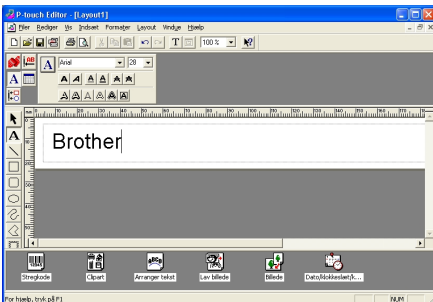 P-touch Editor - [Layout1]
Filer Rediger Vis Indsæt Formater Layout Vindue Hjælp
100 %
Arial 28
Brother
Stregkode Clipart Arranger tekst Lav billede Billede Dato/klokkeslæt/k...
For hjælp, tryk på F1 NUM